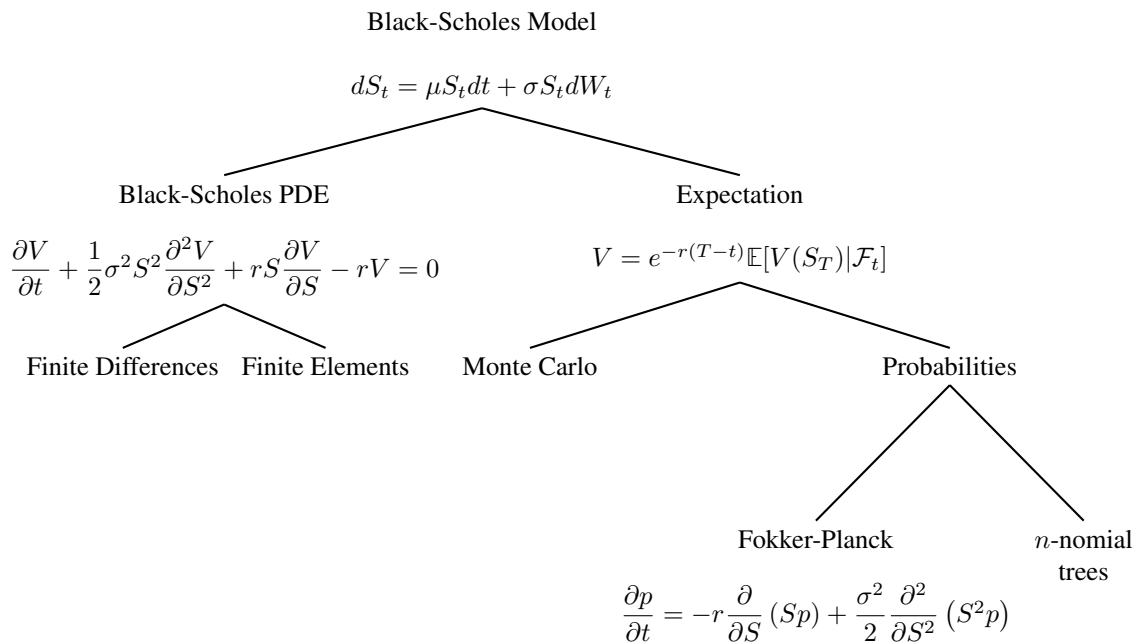 Black-Scholes Model
$dS_t = \mu S_t dt + \sigma S_t dW_t$
Black-Scholes PDE
Expectation
$\frac{\partial V}{\partial t} + \frac{1}{2}\sigma^2 S^2 \frac{\partial^2 V}{\partial S^2} + rS\frac{\partial V}{\partial S} - rV = 0$
$V = e^{-r(T-t)}\mathbb{E}[V(S_T)|\mathcal{F}_t]$
Finite Differences
Finite Elements
Monte Carlo
Probabilities
Fokker-Planck
$n$-nomial
trees
$\frac{\partial p}{\partial t} = -r\frac{\partial}{\partial S}(Sp) + \frac{\sigma^2}{2}\frac{\partial^2}{\partial S^2}(S^2 p)$